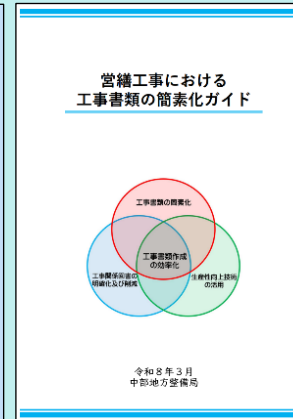 営繕工事における
工事書類の簡素化ガイド
工事書類の簡素化
工事書類作成
の効率化
工事関係図書の
明確化及び削減
生産性向上技術
の活用
令和8年3月
中部地方整備局